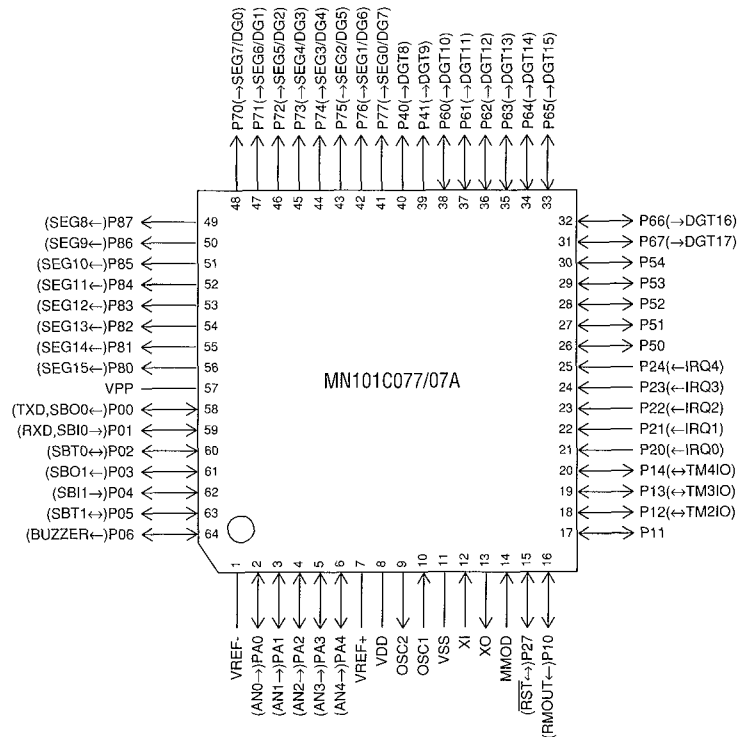 P70(→SEG7/DG0)
P71(→SEG6/DG1)
P72(→SEG5/DG2)
P73(→SEG4/DG3)
P74(→SEG3/DG4)
P75(→SEG2/DG5)
P76(→SEG1/DG6)
P77(→SEG0/DG7)
P40(→DGT8)
P41(→DGT9)
P60(→DGT10)
P61(→DGT11)
P62(→DGT12)
P63(→DGT13)
P64(→DGT14)
P65(→DGT15)
48 47 46 45 44 43 42 41 40 39 38 37 36 35 34 33
(SEG8←)P87 49
(SEG9←)P86 50
(SEG10←)P85 51
(SEG11←)P84 52
(SEG12←)P83 53
(SEG13←)P82 54
(SEG14←)P81 55
(SEG15←)P80 56
VPP 57
(TXD,SBO0←)P00 58
(RXD,SBI0→)P01 59
(SBT0↔)P02 60
(SBO1←)P03 61
(SBI1→)P04 62
(SBT1↔)P05 63
(BUZZER←)P06 64
MN101C077/07A
32 P66(→DGT16)
31 P67(→DGT17)
30 P54
29 P53
28 P52
27 P51
26 P50
25 P24(←IRQ4)
24 P23(←IRQ3)
23 P22(←IRQ2)
22 P21(←IRQ1)
21 P20(←IRQ0)
20 P14(↔TM4IO)
19 P13(↔TM3IO)
18 P12(↔TM2IO)
17 P11
1 2 3 4 5 6 7 8 9 10 11 12 13 14 15 16
VREF-
(AN0→)PA0
(AN1→)PA1
(AN2→)PA2
(AN3→)PA3
(AN4→)PA4
VREF+
VDD
OSC2
OSC1
VSS
XI
XO
MMOD
(RST↔)P27
(RMOUT←)P10